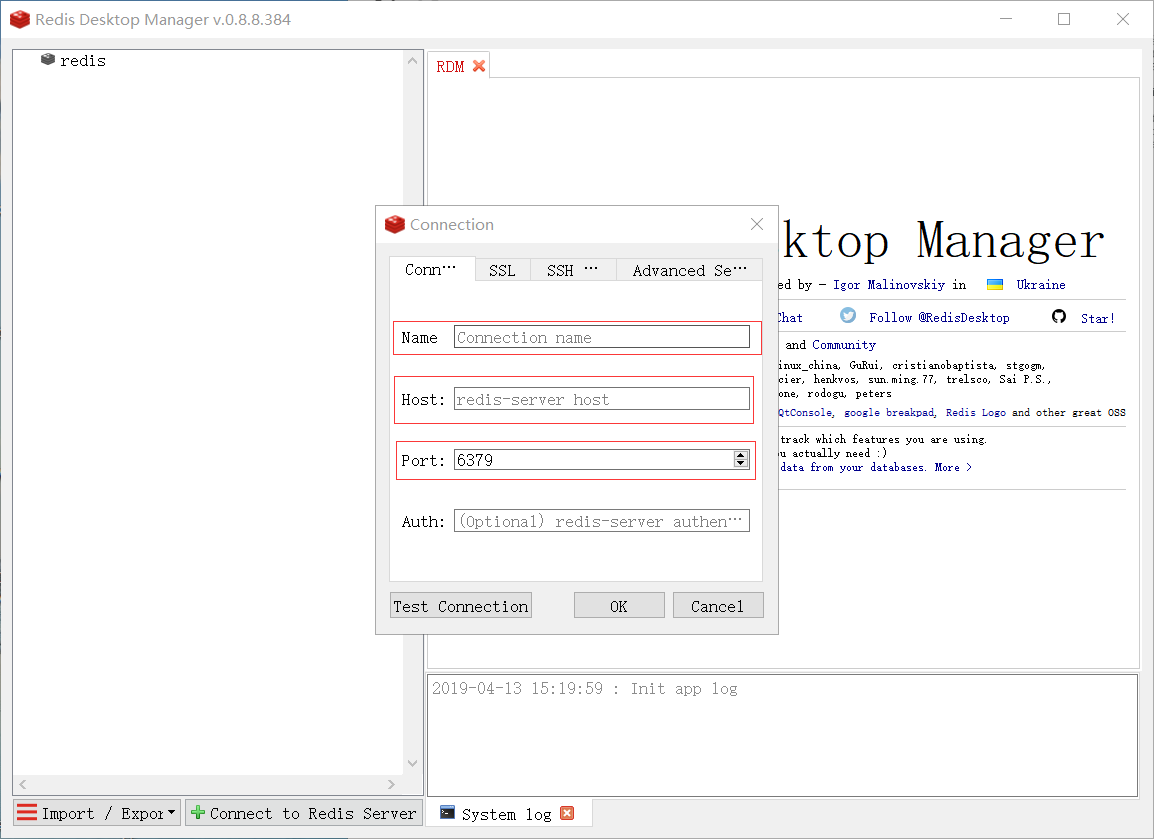 Redis Desktop Manager v.0.8.8.384
redis
RDM
ktop Manager
ed by — Igor Malinovskiy in Ukraine
Chat Follow @RedisDesktop Star!
and Community
inux_china, GuRui, cristianobaptista, stgogm,
cier, henkvos, sun.ming.77, trelsco, Sai P.S.,
one, rodogu, peters
QtConsole, google breakpad, Redis Logo and other great OSS
track which features you are using.
u actually need :)
data from your databases. More >
Connection
Conn··· SSL SSH ··· Advanced Se···
Name Connection name
Host: redis-server host
Port: 6379
Auth: (Optional) redis-server authen···
Test Connection OK Cancel
2019-04-13 15:19:59 : Init app log
Import / Expor Connect to Redis Server System log